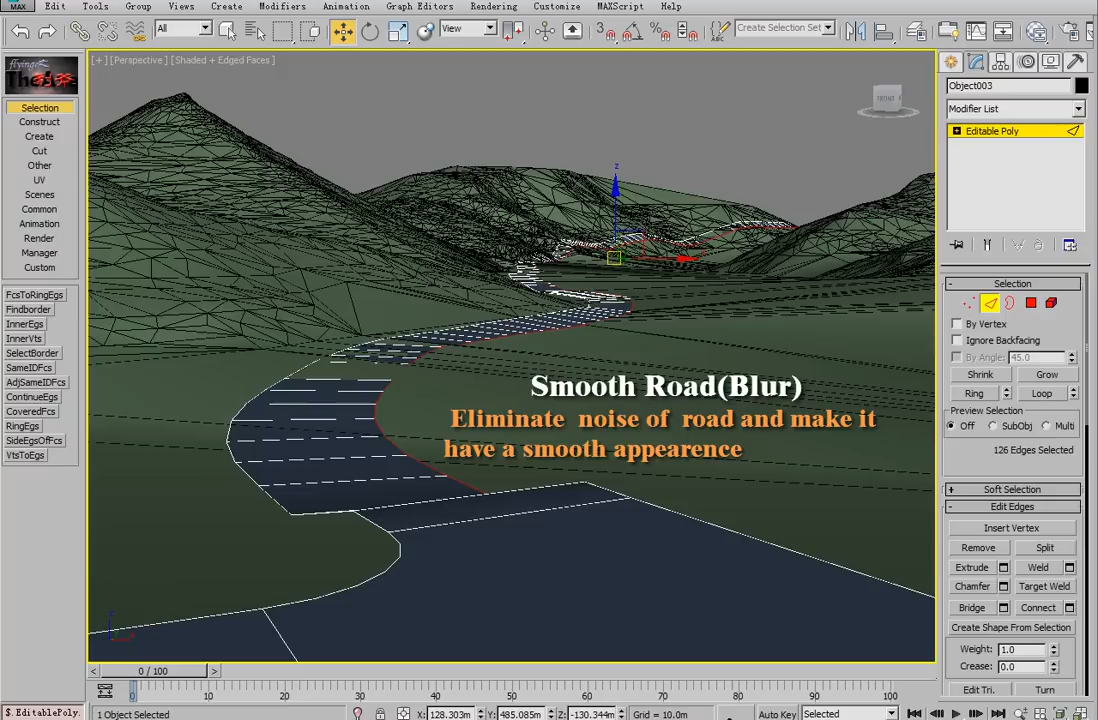 MAX Edit Tools Group Views Create Modifiers Animation Graph Editors Rendering Customize MAXScript Help
All View Create Selection Set
[+] [Perspective] [Shaded + Edged Faces]
Selection
Construct
Create
Cut
Other
UV
Scenes
Common
Animation
Render
Manager
Custom
FcsToRingEgs
Findborder
InnerEgs
InnerVts
SelectBorder
SameIDFcs
AdjSameIDFcs
ContinueEgs
CoveredFcs
RingEgs
SideEgsOfFcs
VtsToEgs
FRONT
z
Smooth Road(Blur)
Eliminate noise of road and make it
have a smooth appearence
Object003
Modifier List
Editable Poly
Selection
By Vertex
Ignore Backfacing
By Angle: 45.0
Shrink Grow
Ring Loop
Preview Selection
Off SubObj Multi
126 Edges Selected
Soft Selection
Edit Edges
Insert Vertex
Remove Split
Extrude Weld
Chamfer Target Weld
Bridge Connect
Create Shape From Selection
Weight: 1.0
Crease: 0.0
Edit Tri. Turn
0 / 100
0 10 20 30 40 50 60 70 80 90 100
$.EditablePoly. 1 Object Selected X: 128.303m Y: 485.085m Z: -130.344m Grid = 10.0m Auto Key Selected